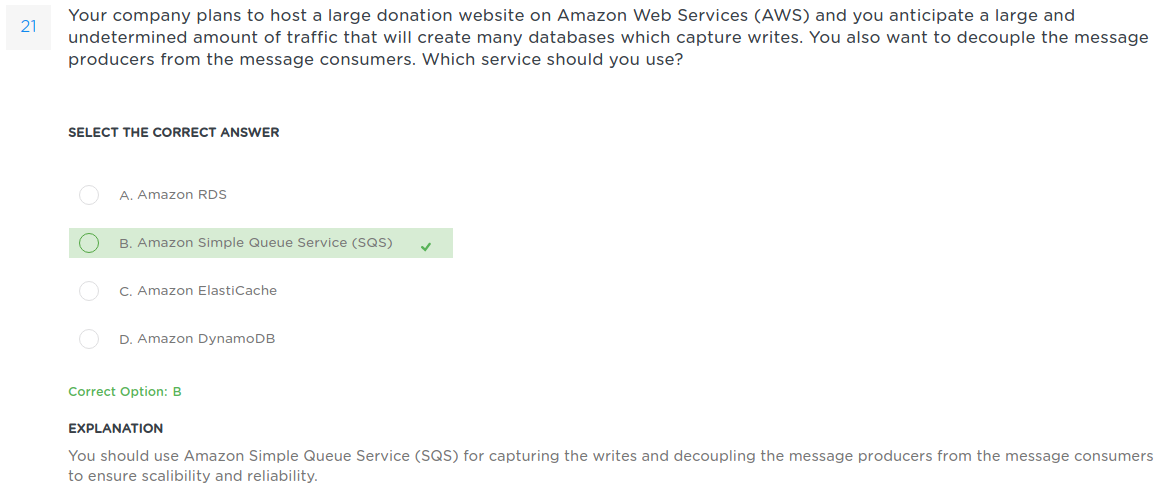 21
Your company plans to host a large donation website on Amazon Web Services (AWS) and you anticipate a large and
undetermined amount of traffic that will create many databases which capture writes. You also want to decouple the message
producers from the message consumers. Which service should you use?
SELECT THE CORRECT ANSWER
A. Amazon RDS
B. Amazon Simple Queue Service (SQS)
C. Amazon ElastiCache
D. Amazon DynamoDB
Correct Option: B
EXPLANATION
You should use Amazon Simple Queue Service (SQS) for capturing the writes and decoupling the message producers from the message consumers
to ensure scalibility and reliability.